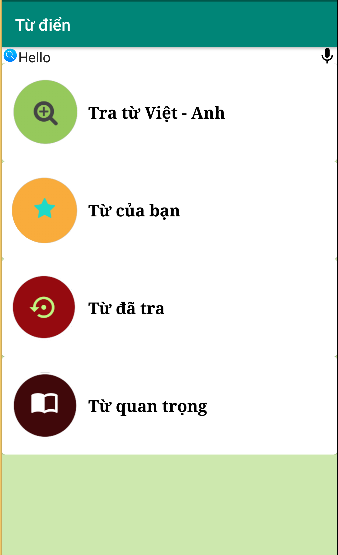 Từ điển
Hello
Tra từ Việt - Anh
Từ của bạn
Từ đã tra
Từ quan trọng